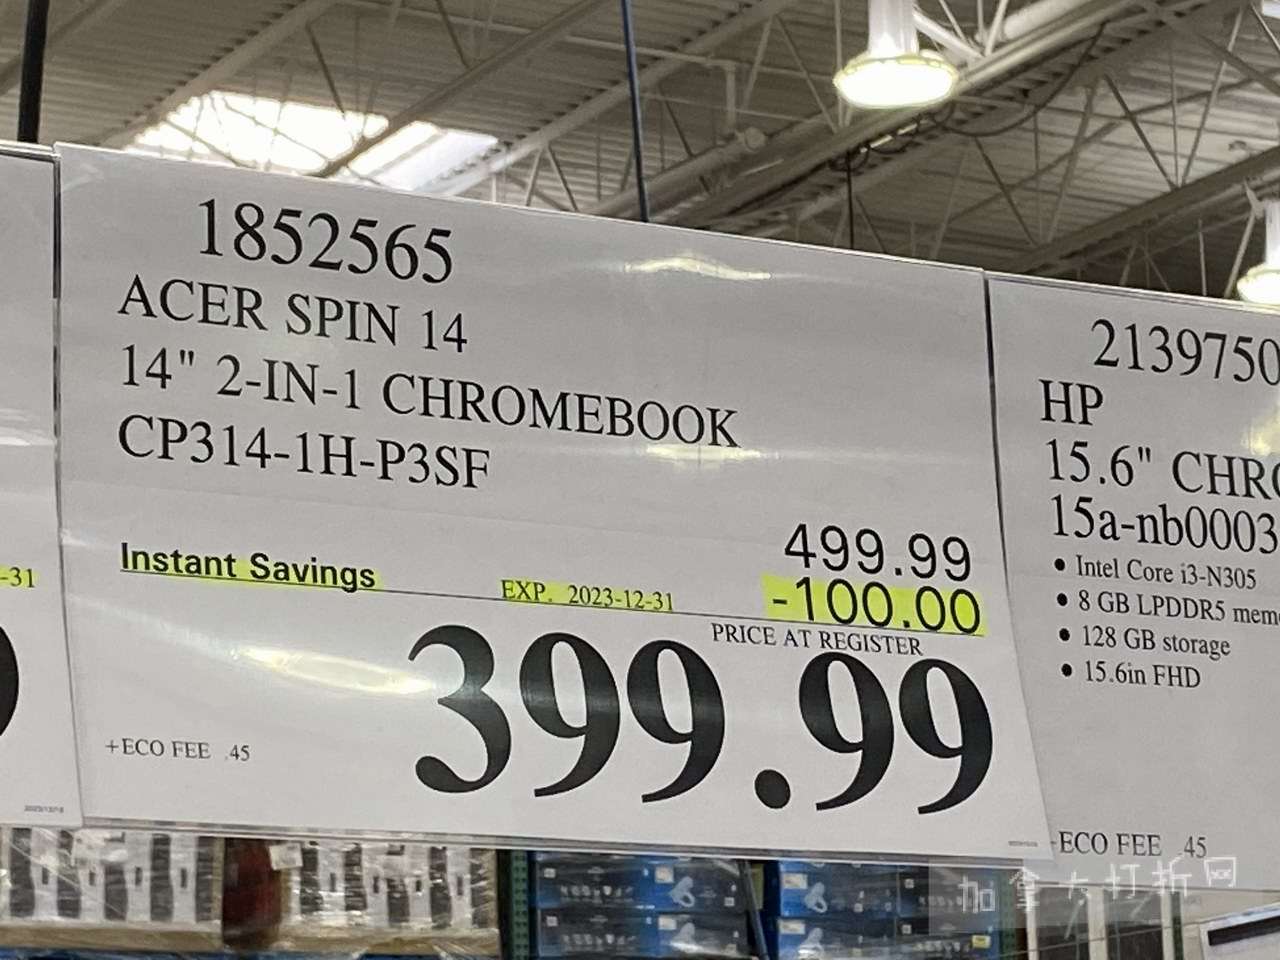 1852565
ACER SPIN 14
14" 2-IN-1 CHROMEBOOK
CP314-1H-P3SF
499.99
Instant Savings EXP. 2023-12-31 -100.00
PRICE AT REGISTER
399.99
+ECO FEE .45
-31
2139750
HP
15.6" CHRO
15a-nb0003
• Intel Core i3-N305
• 8 GB LPDDR5 mem
• 128 GB storage
• 15.6in FHD
ECO FEE .45
加拿大打折网